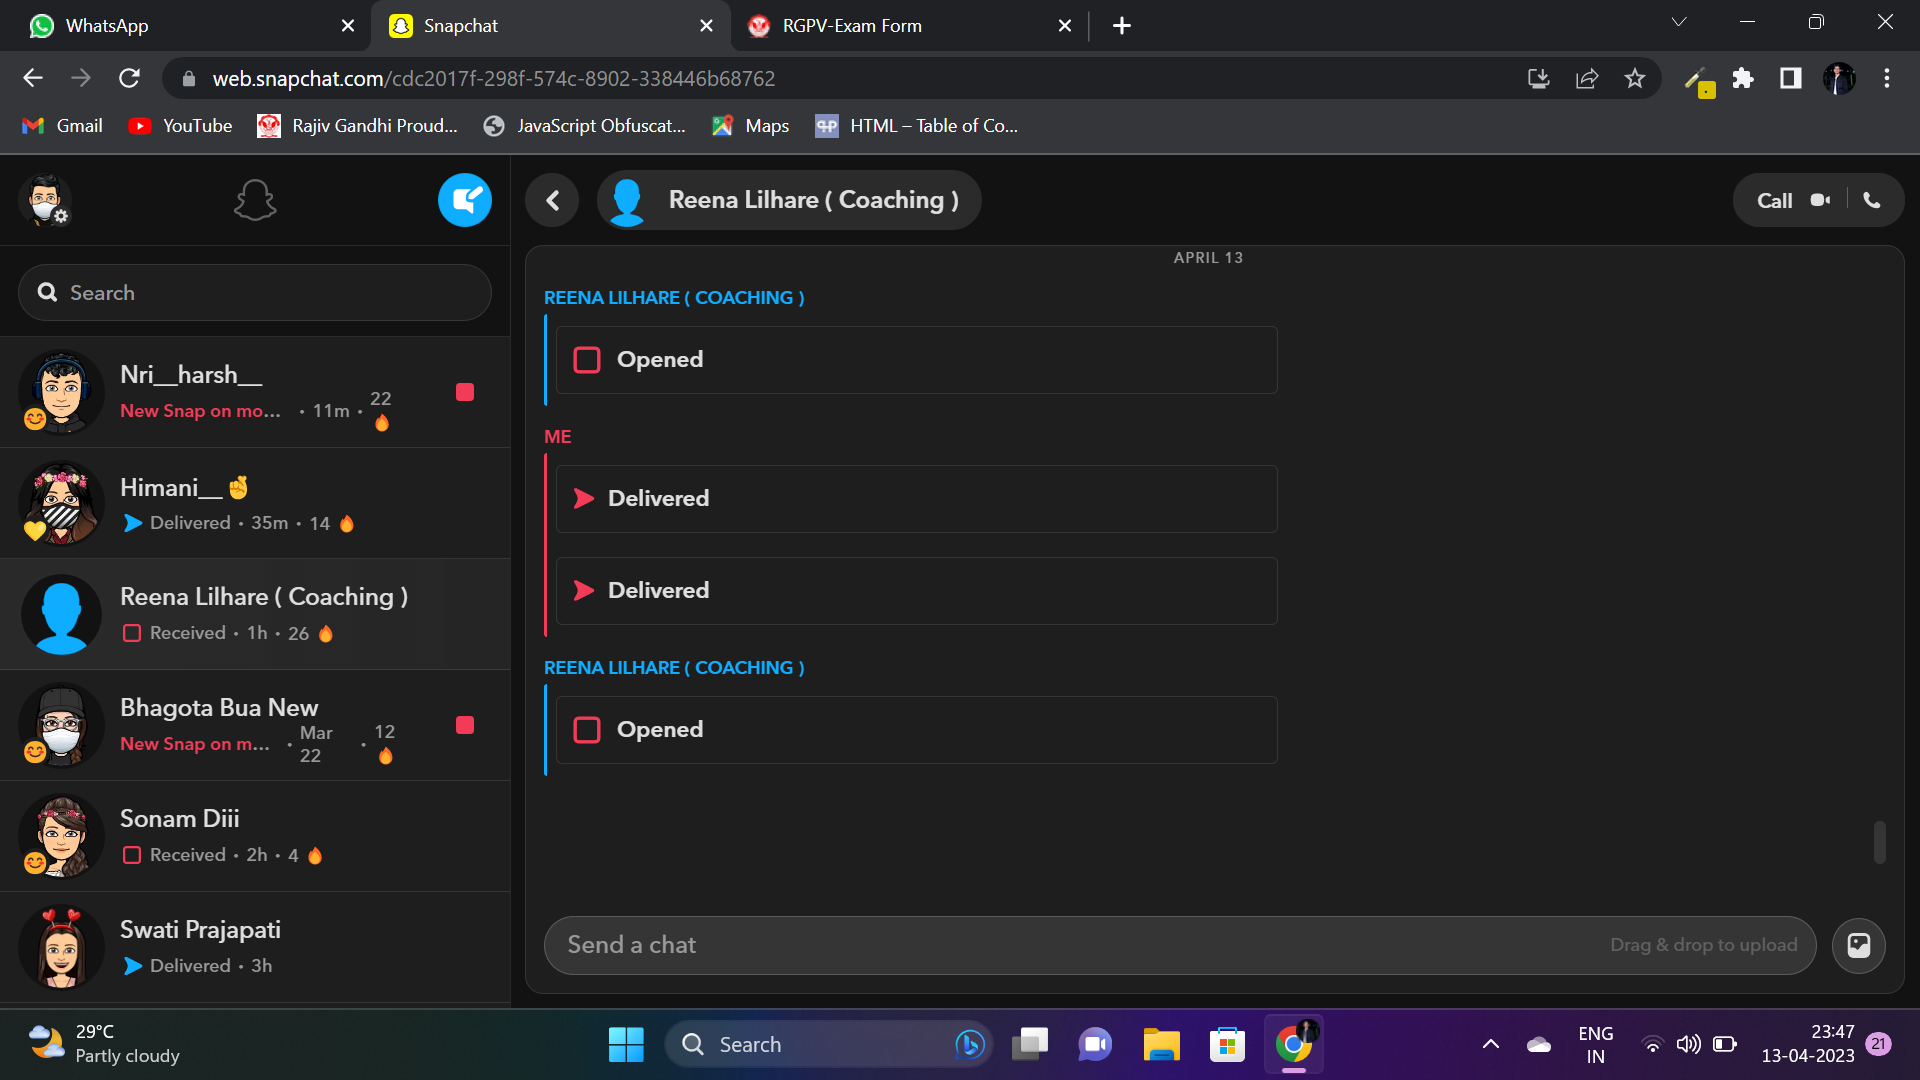 WhatsApp
Snapchat
RGPV-Exam Form
web.snapchat.com/cdc2017f-298f-574c-8902-338446b68762
Gmail
YouTube
Rajiv Gandhi Proud...
JavaScript Obfuscat...
Maps
HTML – Table of Co...
Search
Nri__harsh__
New Snap on mo... · 11m · 22
Himani__
Delivered · 35m · 14
Reena Lilhare ( Coaching )
Received · 1h · 26
Bhagota Bua New
New Snap on m... · Mar 22 · 12
Sonam Diii
Received · 2h · 4
Swati Prajapati
Delivered · 3h
Reena Lilhare ( Coaching )
Call
APRIL 13
REENA LILHARE ( COACHING )
Opened
ME
Delivered
Delivered
REENA LILHARE ( COACHING )
Opened
Send a chat
Drag & drop to upload
29°C
Partly cloudy
Search
ENG
IN
23:47
13-04-2023
21